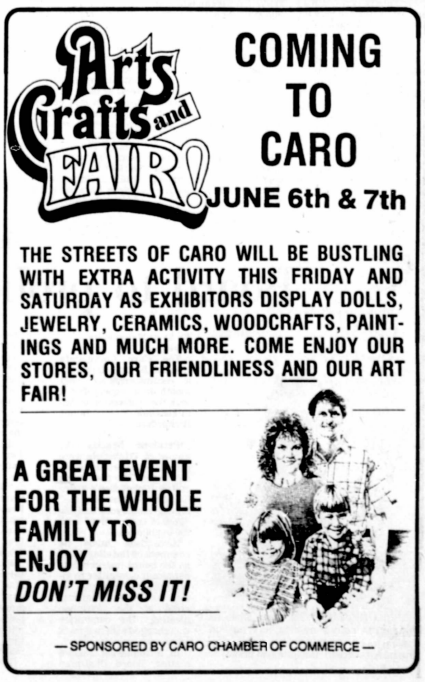 Arts
Crafts and
FAIR!
COMING
TO
CARO
JUNE 6th & 7th
THE STREETS OF CARO WILL BE BUSTLING
WITH EXTRA ACTIVITY THIS FRIDAY AND
SATURDAY AS EXHIBITORS DISPLAY DOLLS,
JEWELRY, CERAMICS, WOODCRAFTS, PAINT-
INGS AND MUCH MORE. COME ENJOY OUR
STORES, OUR FRIENDLINESS AND OUR ART
FAIR!
A GREAT EVENT
FOR THE WHOLE
FAMILY TO
ENJOY . . .
DON'T MISS IT!
— SPONSORED BY CARO CHAMBER OF COMMERCE —